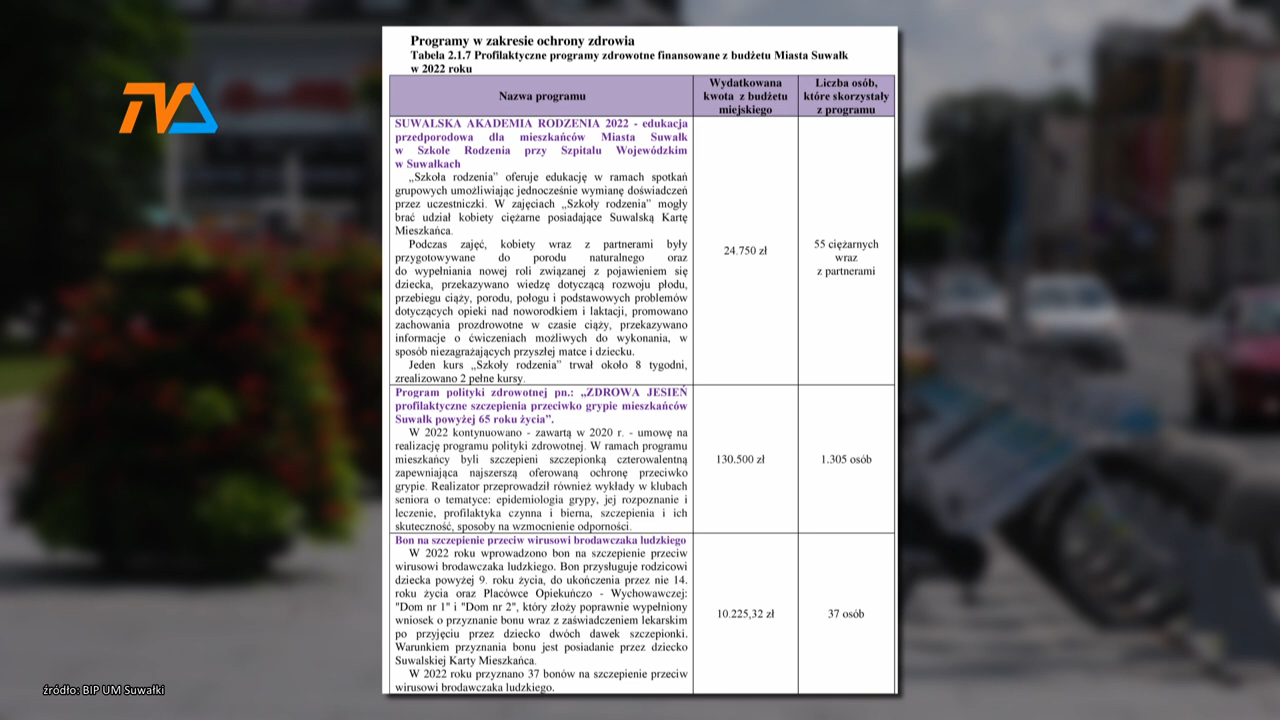 TVA
Programy w zakresie ochrony zdrowia
Tabela 2.1.7 Profilaktyczne programy zdrowotne finansowane z budżetu Miasta Suwałk
w 2022 roku
Nazwa programu
Wydatkowana
kwota z budżetu
miejskiego
Liczba osób,
które skorzystały
z programu
SUWALSKA AKADEMIA RODZENIA 2022 - edukacja
przedporodowa dla mieszkańców Miasta Suwałk
w Szkole Rodzenia przy Szpitalu Wojewódzkim
w Suwałkach
„Szkoła rodzenia” oferuje edukację w ramach spotkań
grupowych umożliwiając jednocześnie wymianę doświadczeń
przez uczestniczki. W zajęciach „Szkoły rodzenia” mogły
brać udział kobiety ciężarne posiadające Suwalską Kartę
Mieszkańca.
Podczas zajęć, kobiety wraz z partnerami były
przygotowywane do porodu naturalnego oraz
do wypełniania nowej roli związanej z pojawieniem się
dziecka, przekazywano wiedzę dotyczącą rozwoju płodu,
przebiegu ciąży, porodu, połogu i podstawowych problemów
dotyczących opieki nad noworodkiem i laktacji, promowano
zachowania prozdrowotne w czasie ciąży, przekazywano
informacje o ćwiczeniach możliwych do wykonania, w
sposób niezagrażających przyszłej matce i dziecku.
Jeden kurs „Szkoły rodzenia” trwał około 8 tygodni,
zrealizowano 2 pełne kursy.
24.750 zł
55 ciężarnych
wraz
z partnerami
Program polityki zdrowotnej pn.: „ZDROWA JESIEŃ
profilaktyczne szczepienia przeciwko grypie mieszkańców
Suwałk powyżej 65 roku życia”.
W 2022 kontynuowano - zawartą w 2020 r. - umowę na
realizację programu polityki zdrowotnej. W ramach programu
mieszkańcy byli szczepieni szczepionką czterowalentną
zapewniająca najszerszą oferowaną ochronę przeciwko
grypie. Realizator przeprowadził również wykłady w klubach
seniora o tematyce: epidemiologia grypy, jej rozpoznanie i
leczenie, profilaktyka czynna i bierna, szczepienia i ich
skuteczność, sposoby na wzmocnienie odporności.
130.500 zł
1.305 osób
Bon na szczepienie przeciw wirusowi brodawczaka ludzkiego
W 2022 roku wprowadzono bon na szczepienie przeciw
wirusowi brodawczaka ludzkiego. Bon przysługuje rodzicowi
dziecka powyżej 9. roku życia, do ukończenia przez nie 14.
roku życia oraz Placówce Opiekuńczo - Wychowawczej:
"Dom nr 1" i "Dom nr 2", który złoży poprawnie wypełniony
wniosek o przyznanie bonu wraz z zaświadczeniem lekarskim
po przyjęciu przez dziecko dwóch dawek szczepionki.
Warunkiem przyznania bonu jest posiadanie przez dziecko
Suwalskiej Karty Mieszkańca.
W 2022 roku przyznano 37 bonów na szczepienie przeciw
wirusowi brodawczaka ludzkiego.
10.225,32 zł
37 osób
źródło: BIP UM Suwałki